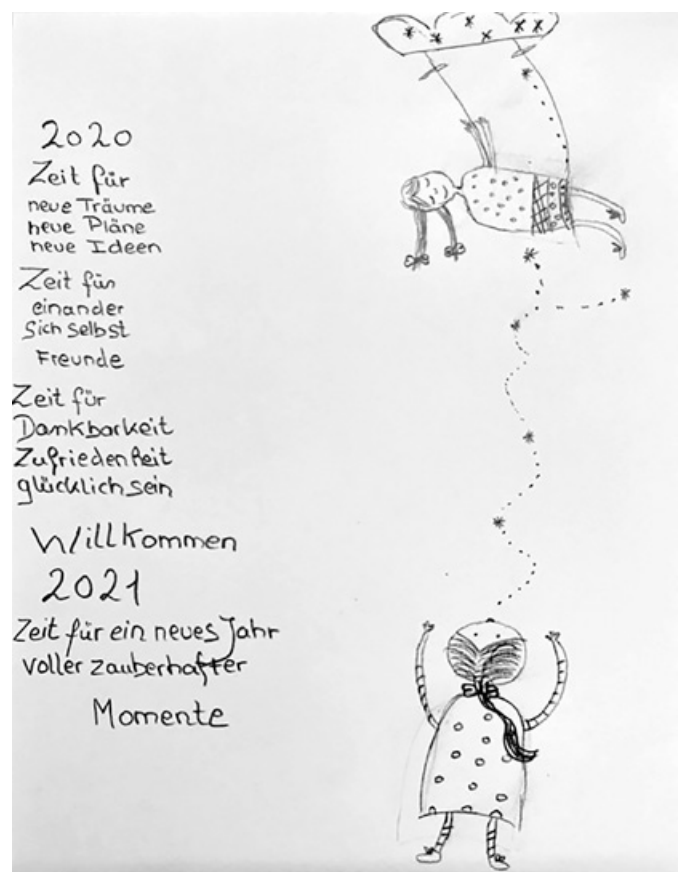 2020
Zeit für
neue Träume
neue Pläne
neue Ideen
Zeit für
einander
Sich selbst
Freunde
Zeit für
Dankbarkeit
Zufriedenheit
glücklich sein
Willkommen
2021
Zeit für ein neues Jahr
voller zauberhafter
Momente